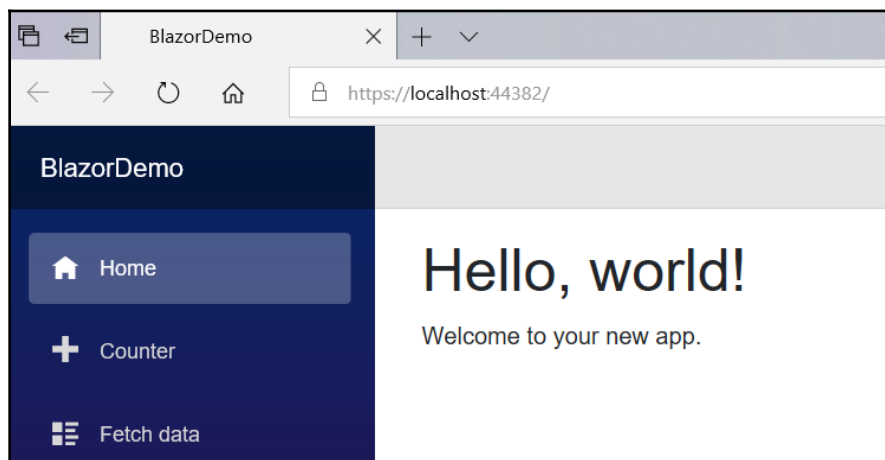 BlazorDemo
https://localhost:44382/
BlazorDemo
Home
Hello, world!
Welcome to your new app.
Counter
Fetch data